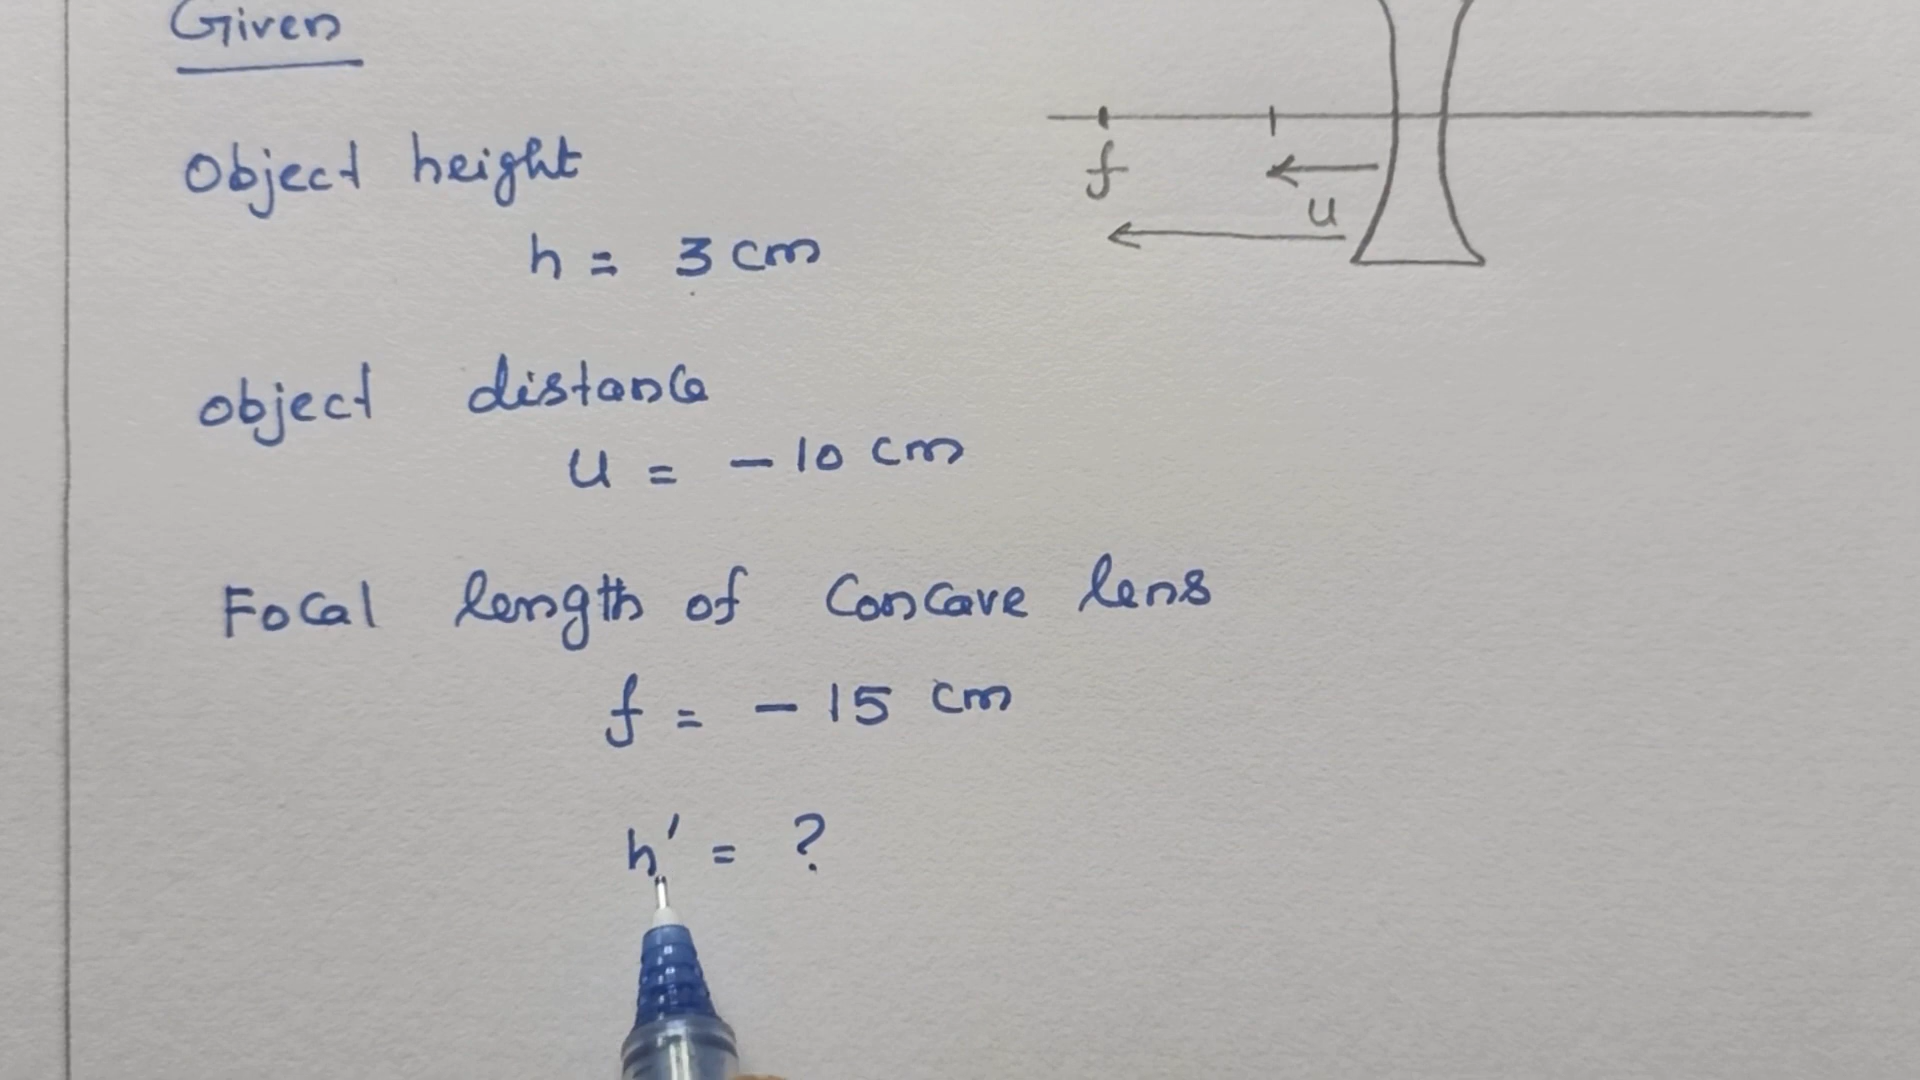 Given
Object height
h = 3 cm
f
u
object distance
u = - 10 cm
Focal length of Concave lens
f = - 15 cm
h' = ?